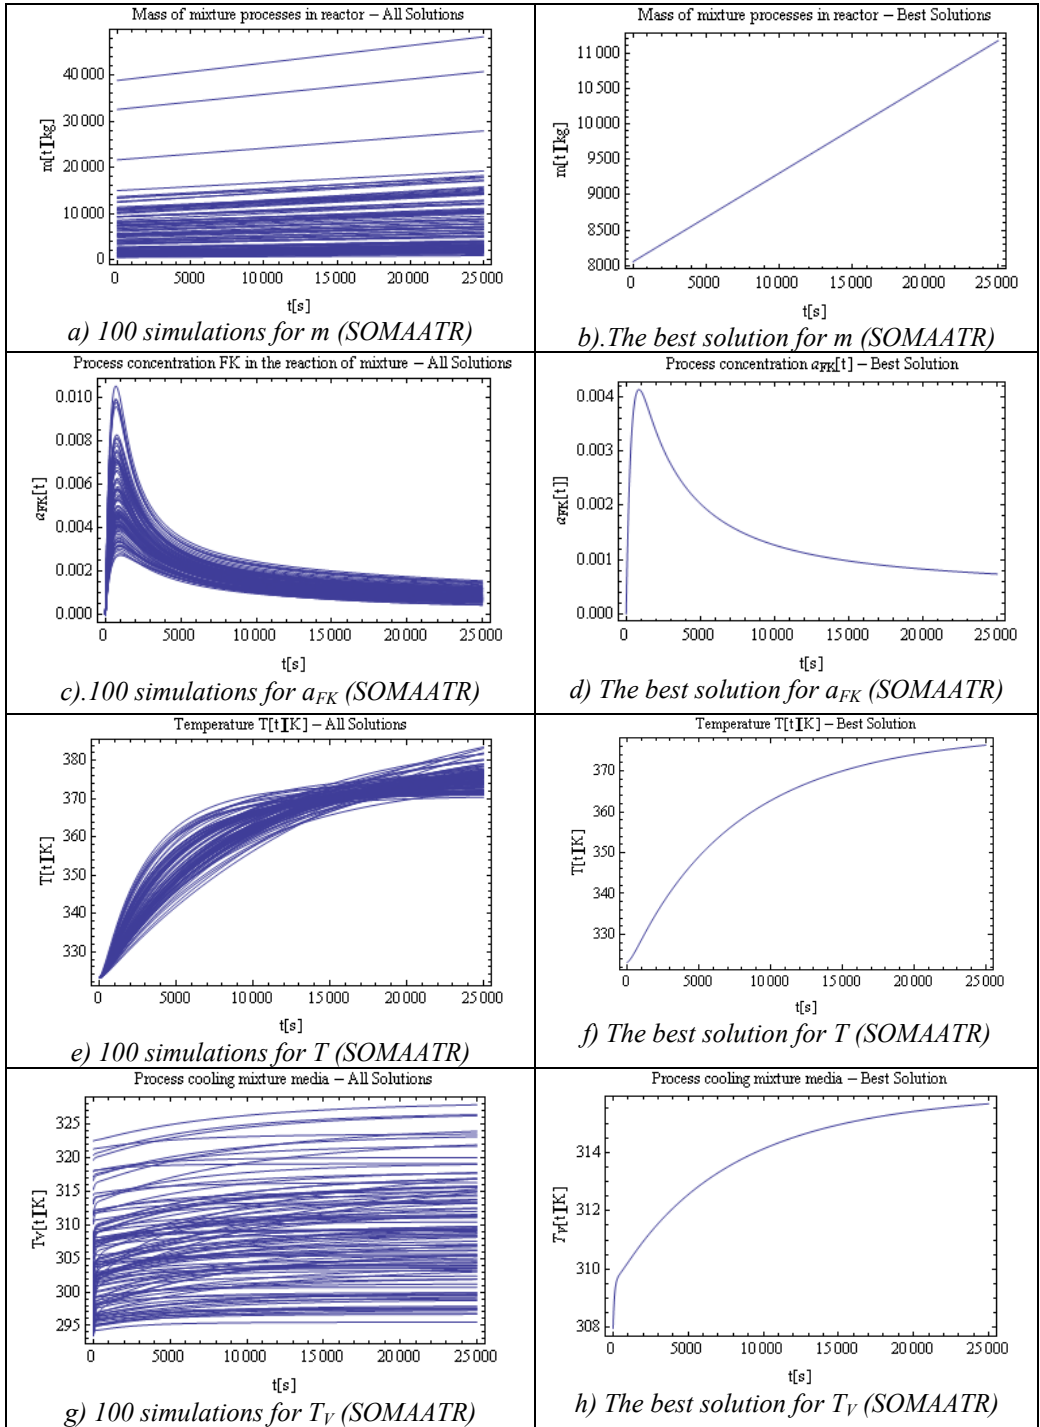 Mass of mixture processes in reactor – All Solutions
m[t][kg]
40 000
30 000
20 000
10 000
0
0 5000 10 000 15 000 20 000 25 000
t[s]
a) 100 simulations for m (SOMAATR)
Mass of mixture processes in reactor – Best Solutions
m[t][kg]
11 000
10 500
10 000
9500
9000
8500
8000
0 5000 10 000 15 000 20 000 25 000
t[s]
b).The best solution for m (SOMAATR)
Process concentration FK in the reaction of mixture – All Solutions
aFK[t]
0.010
0.008
0.006
0.004
0.002
0.000
0 5000 10 000 15 000 20 000 25 000
t[s]
c).100 simulations for aFK (SOMAATR)
Process concentration aFK[t] – Best Solution
aFK[t]]
0.004
0.003
0.002
0.001
0.000
0 5000 10 000 15 000 20 000 25 000
t[s]
d) The best solution for aFK (SOMAATR)
Temperature T[t][K] – All Solutions
T[t][K]
380
370
360
350
340
330
0 5000 10 000 15 000 20 000 25 000
t[s]
e) 100 simulations for T (SOMAATR)
Temperature T[t][K] – Best Solution
T[t][K]
370
360
350
340
330
0 5000 10 000 15 000 20 000 25 000
t[s]
f) The best solution for T (SOMAATR)
Process cooling mixture media – All Solutions
TV[t][K]
325
320
315
310
305
300
295
0 5000 10 000 15 000 20 000 25 000
t[s]
g) 100 simulations for TV (SOMAATR)
Process cooling mixture media – Best Solution
TV[t][K]
314
312
310
308
0 5000 10 000 15 000 20 000 25 000
t[s]
h) The best solution for TV (SOMAATR)